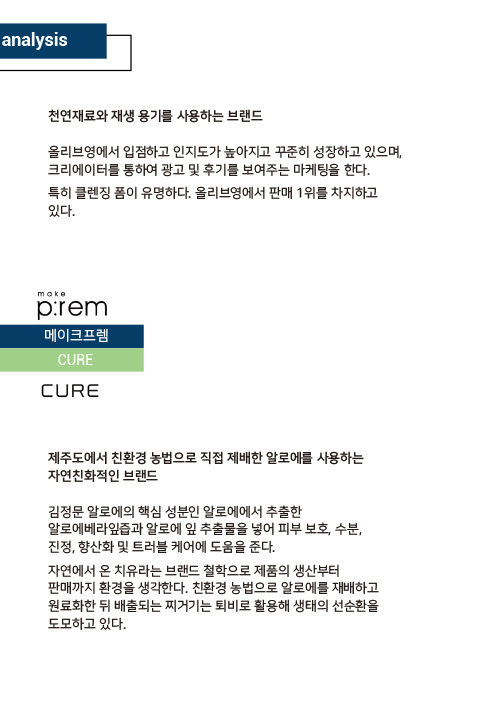 analysis
천연재료와 재생 용기를 사용하는 브랜드
올리브영에서 입점하고 인지도가 높아지고 꾸준히 성장하고 있으며,
크리에이터를 통하여 광고 및 후기를 보여주는 마케팅을 한다.
특히 클렌징 폼이 유명하다. 올리브영에서 판매 1위를 차지하고
있다.
make
p:rem
메이크프렘
CURE
CURE
제주도에서 친환경 농법으로 직접 제배한 알로에를 사용하는
자연친화적인 브랜드
김정문 알로에의 핵심 성분인 알로에에서 추출한
알로에베라잎즙과 알로에 잎 추출물을 넣어 피부 보호, 수분,
진정, 향산화 및 트러블 케어에 도움을 준다.
자연에서 온 치유라는 브랜드 철학으로 제품의 생산부터
판매까지 환경을 생각한다. 친환경 농법으로 알로에를 재배하고
원료화한 뒤 배출되는 찌거기는 퇴비로 활용해 생태의 선순환을
도모하고 있다.